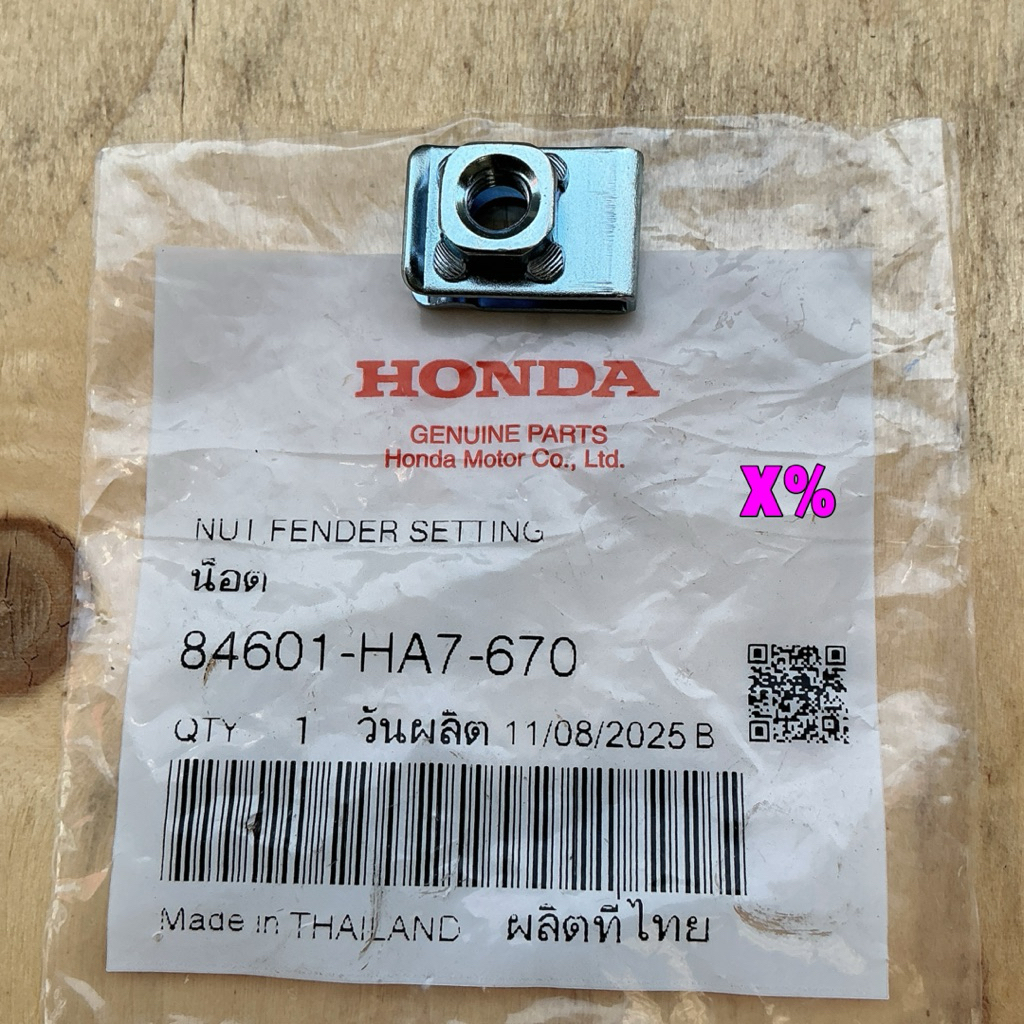 HONDA
GENUINE PARTS
Honda Motor Co., Ltd.
X%
NUT, FENDER SETTING
น็อต
84601-HA7-670
QTY 1 วันผลิต 11/08/2025 B
Made in THAILAND ผลิตที่ไทย